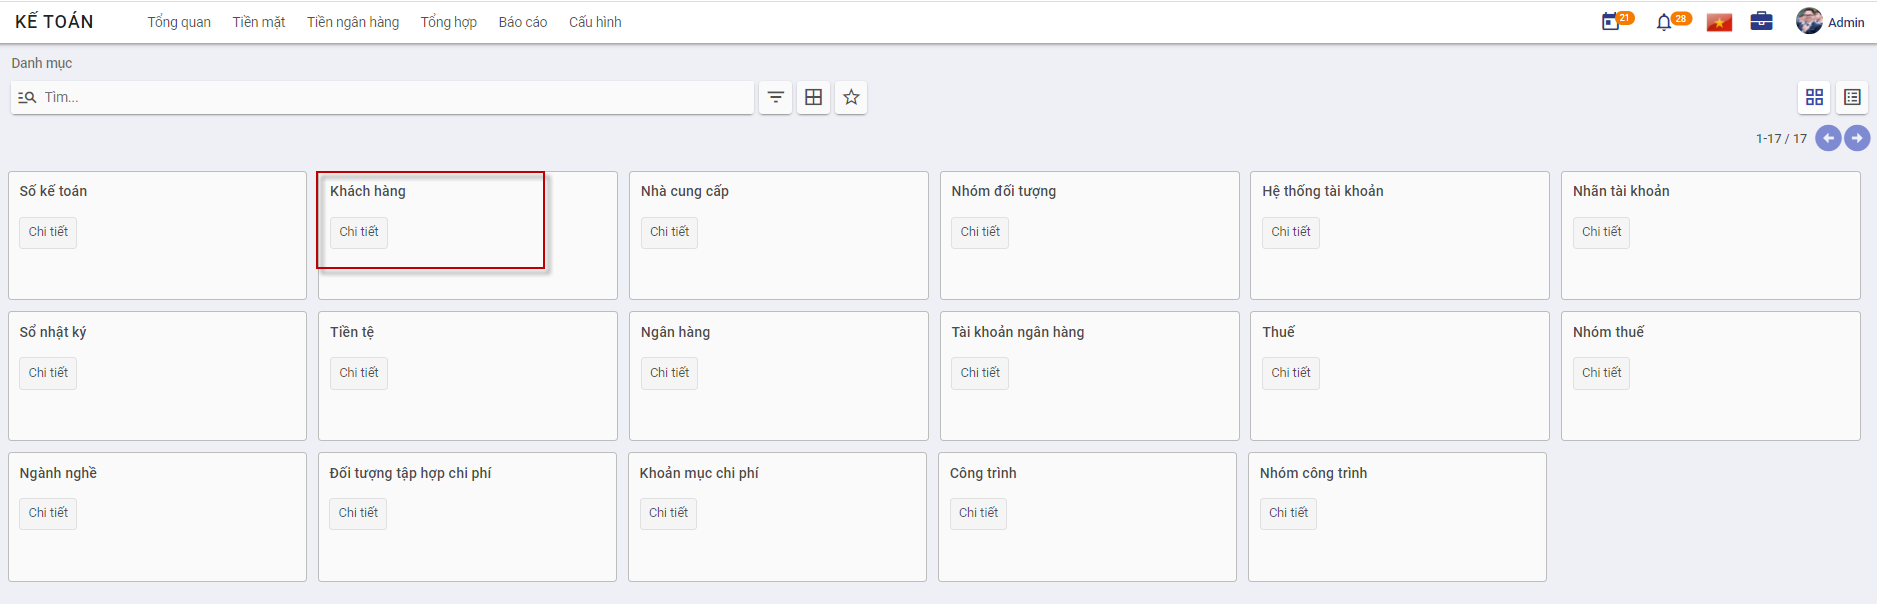 KẾ TOÁN Tổng quan Tiền mặt Tiền ngân hàng Tổng hợp Báo cáo Cấu hình 21 28 Admin
Danh mục
Tìm...
1-17 / 17
Số kế toán Khách hàng Nhà cung cấp Nhóm đối tượng Hệ thống tài khoản Nhãn tài khoản
Chi tiết Chi tiết Chi tiết Chi tiết Chi tiết Chi tiết
Sổ nhật ký Tiền tệ Ngân hàng Tài khoản ngân hàng Thuế Nhóm thuế
Chi tiết Chi tiết Chi tiết Chi tiết Chi tiết Chi tiết
Ngành nghề Đối tượng tập hợp chi phí Khoản mục chi phí Công trình Nhóm công trình
Chi tiết Chi tiết Chi tiết Chi tiết Chi tiết